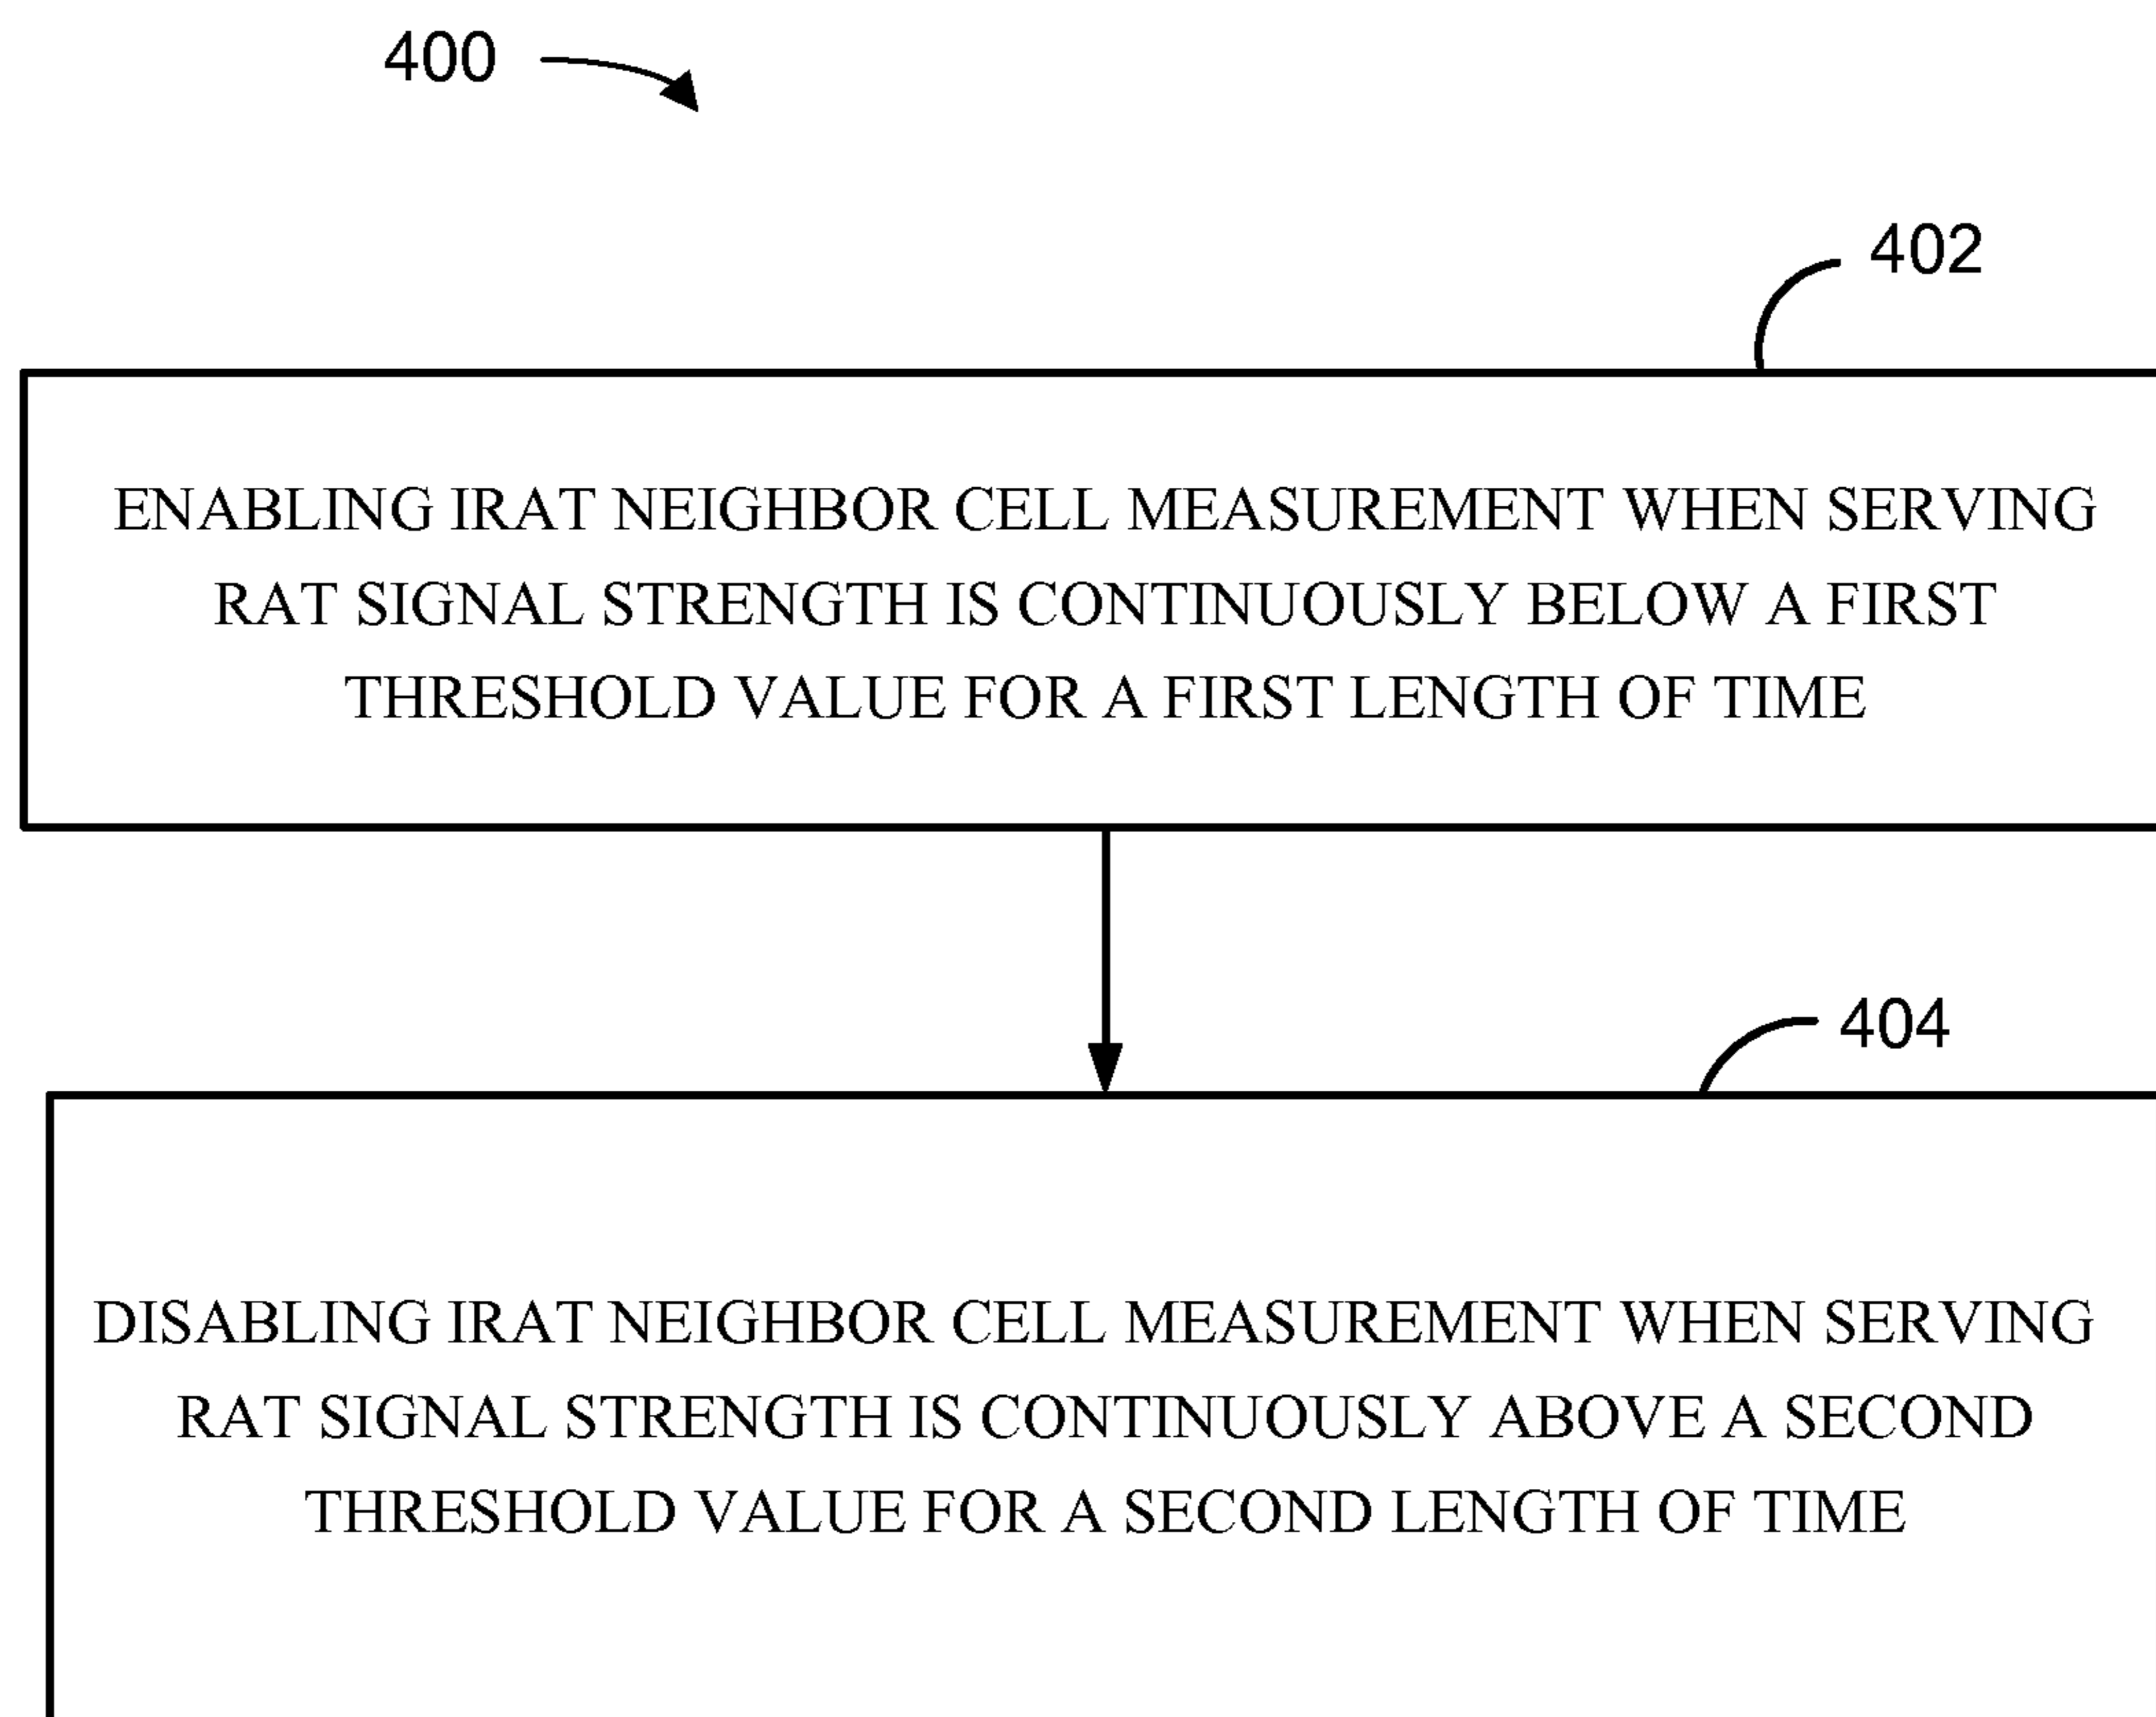 400
402
ENABLING IRAT NEIGHBOR CELL MEASUREMENT WHEN SERVING
RAT SIGNAL STRENGTH IS CONTINUOUSLY BELOW A FIRST
THRESHOLD VALUE FOR A FIRST LENGTH OF TIME
404
DISABLING IRAT NEIGHBOR CELL MEASUREMENT WHEN SERVING
RAT SIGNAL STRENGTH IS CONTINUOUSLY ABOVE A SECOND
THRESHOLD VALUE FOR A SECOND LENGTH OF TIME